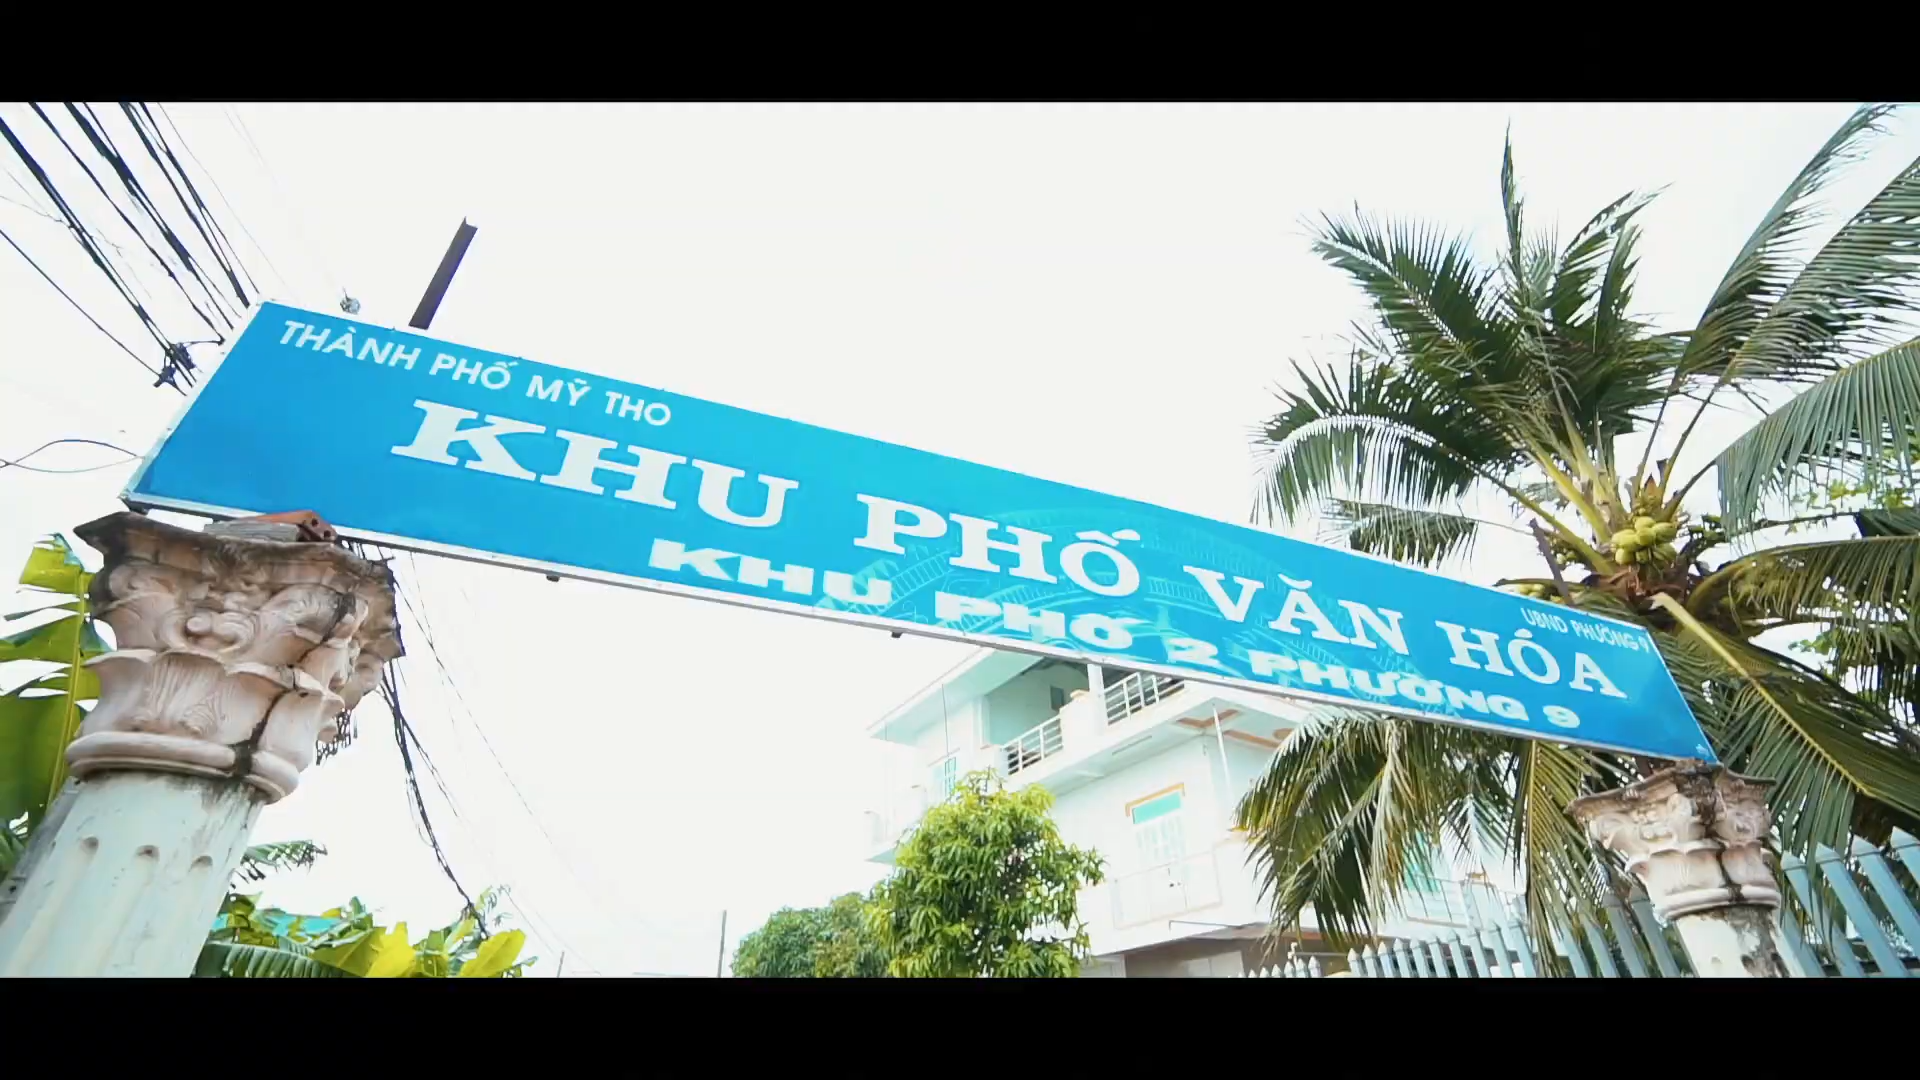 THÀNH PHỐ MỸ THO
KHU PHỐ VĂN HÓA
KHU PHỐ 2 PHƯỜNG 9
UBND PHƯỜNG 9